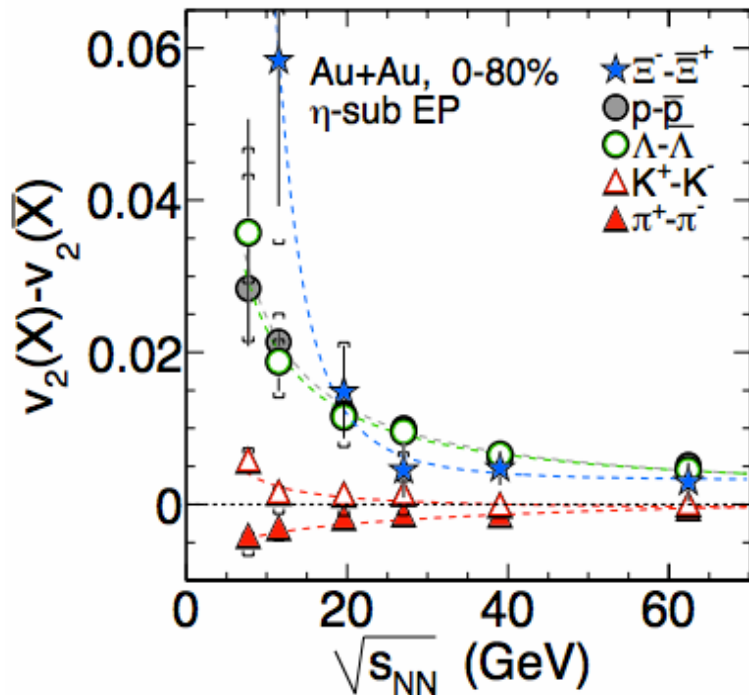 0.06
Au+Au, 0-80%
η-sub EP
Ξ⁻-Ξ̅⁺
p-p̅
Λ-Λ̅
K⁺-K⁻
π⁺-π⁻
0.04
0.02
0
v₂(X)-v₂(X̅)
0 20 40 60
√s_NN (GeV)